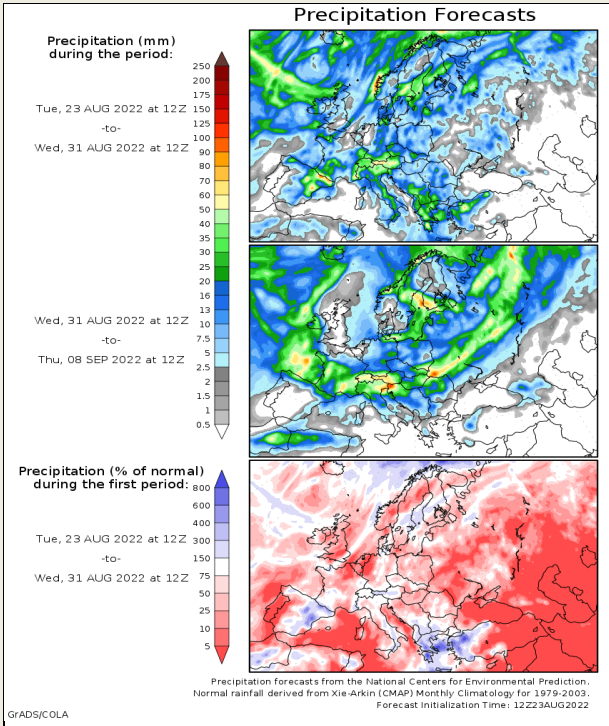 Precipitation Forecasts
Precipitation (mm)
during the period:
Tue, 23 AUG 2022 at 12Z
-to-
Wed, 31 AUG 2022 at 12Z
250
200
175
150
125
100
90
80
70
60
50
40
35
30
25
20
16
13
10
7.5
5
2.5
2
1.5
1
0.5
Wed, 31 AUG 2022 at 12Z
-to-
Thu, 08 SEP 2022 at 12Z
Precipitation (% of normal)
during the first period:
Tue, 23 AUG 2022 at 12Z
-to-
Wed, 31 AUG 2022 at 12Z
800
600
400
300
150
75
50
25
10
5
Precipitation forecasts from the National Centers for Environmental Prediction.
Normal rainfall derived from Xie-Arkin (CMAP) Monthly Climatology for 1979-2003.
Forecast Initialization Time: 12Z23AUG2022
GrADS/COLA